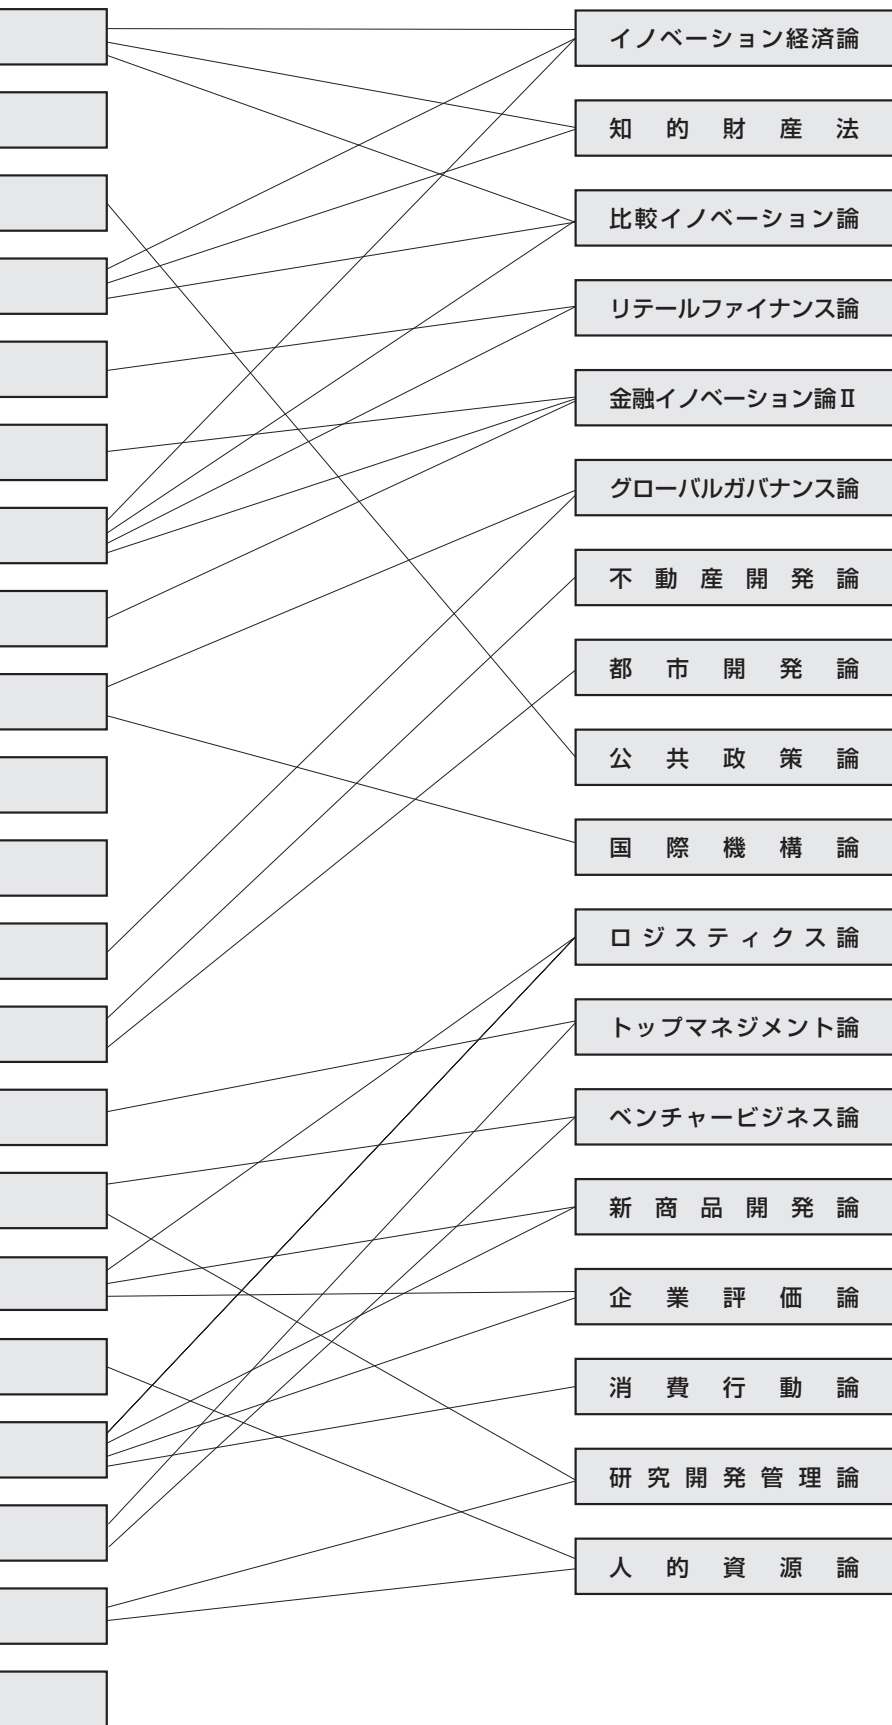 イノベーション経済論
知的財産法
比較イノベーション論
リテールファイナンス論
金融イノベーション論Ⅱ
グローバルガバナンス論
不動産開発論
都市開発論
公共政策論
国際機構論
ロジスティクス論
トップマネジメント論
ベンチャービジネス論
新商品開発論
企業評価論
消費行動論
研究開発管理論
人的資源論